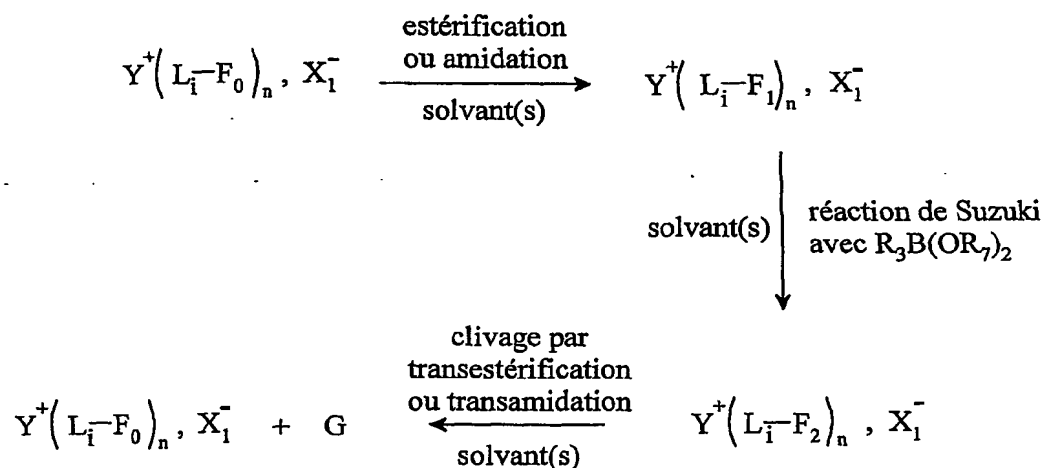 estérification
ou amidation
Y⁺( Lᵢ—F₀ )ₙ , X₁⁻
Y⁺( Lᵢ—F₁ )ₙ , X₁⁻
solvant(s)
solvant(s)
réaction de Suzuki
avec R₃B(OR₇)₂
clivage par
transestérification
ou transamidation
Y⁺( Lᵢ—F₀ )ₙ , X₁⁻ + G
Y⁺( Lᵢ—F₂ )ₙ , X₁⁻
solvant(s)